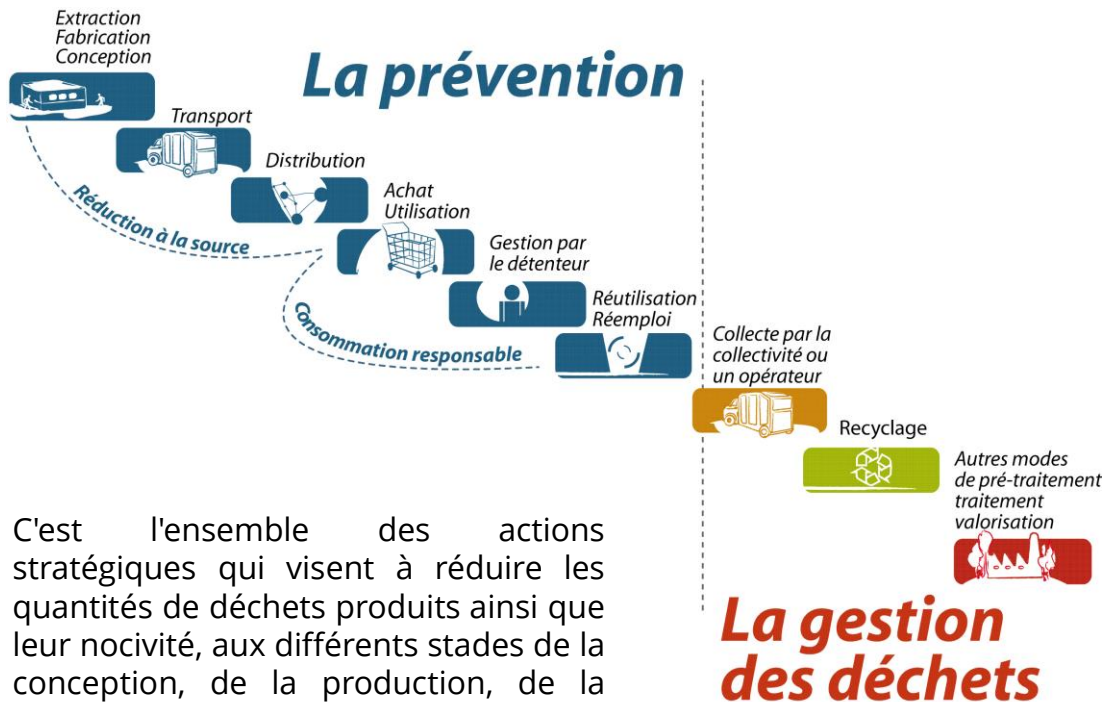 Extraction
Fabrication
Conception
La prévention
Transport
Distribution
Réduction à la source
Achat
Utilisation
Gestion par
le détenteur
Consommation responsable
Réutilisation
Réemploi
Collecte par la
collectivité ou
un opérateur
Recyclage
Autres modes
de pré-traitement
traitement
valorisation
C'est l'ensemble des actions
stratégiques qui visent à réduire les
quantités de déchets produits ainsi que
leur nocivité, aux différents stades de la
conception, de la production, de la
La gestion
des déchets